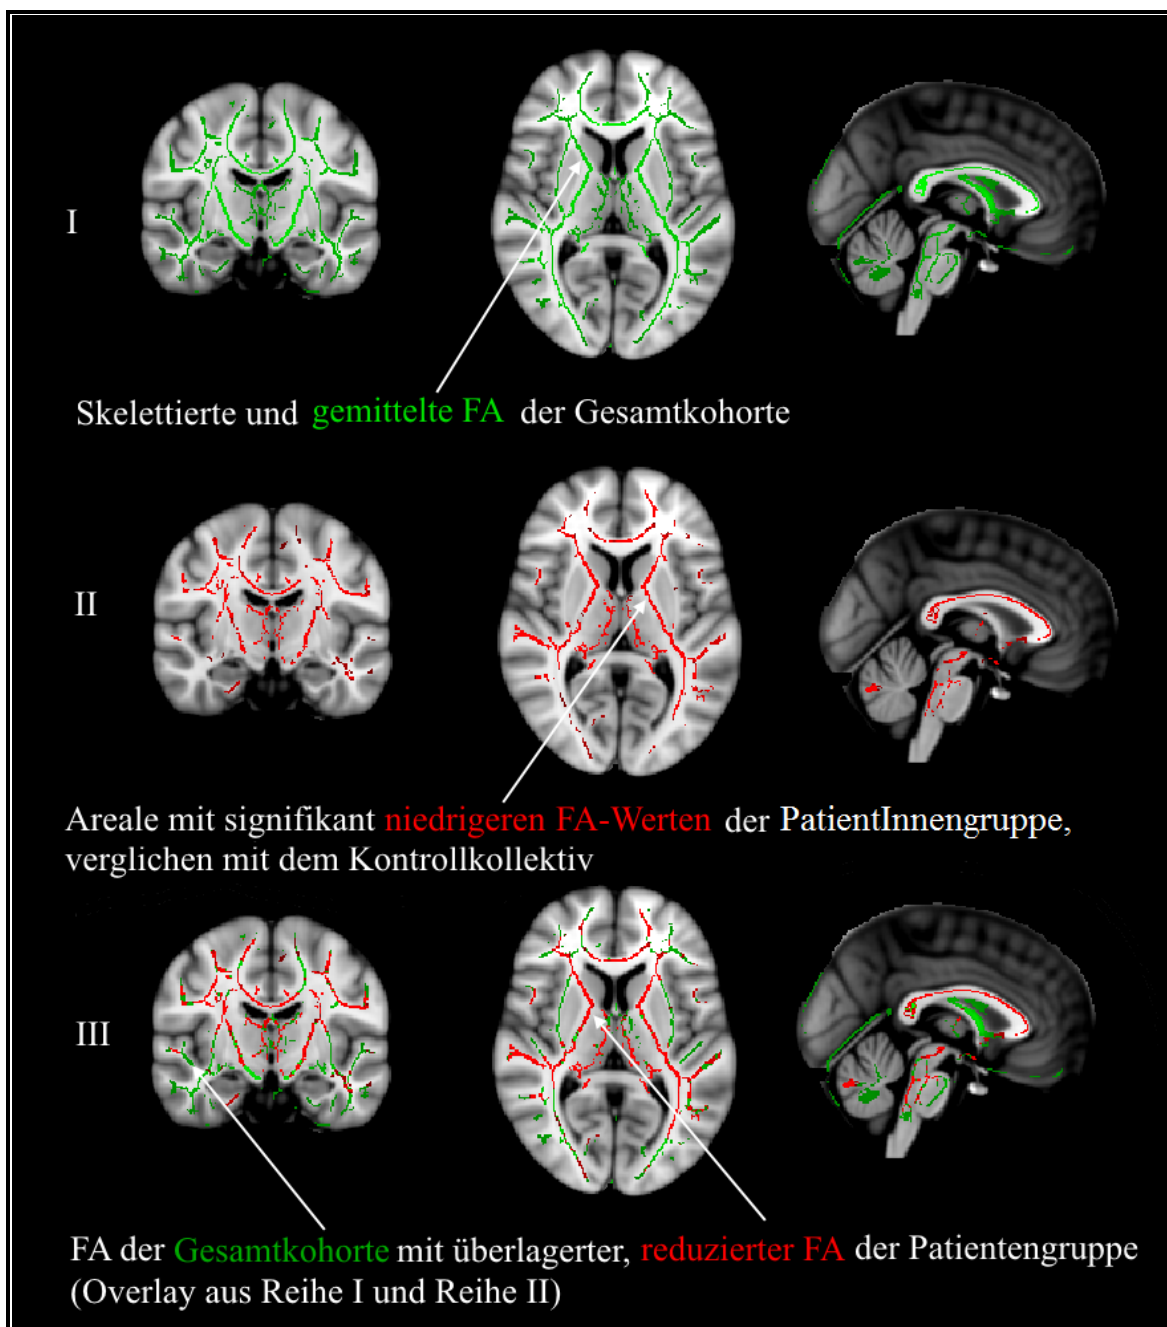 I
Skelettierte und gemittelte FA der Gesamtkohorte
II
Areale mit signifikant niedrigeren FA-Werten der PatientInnengruppe,
verglichen mit dem Kontrollkollektiv
III
FA der Gesamtkohorte mit überlagerter, reduzierter FA der Patientengruppe
(Overlay aus Reihe I und Reihe II)